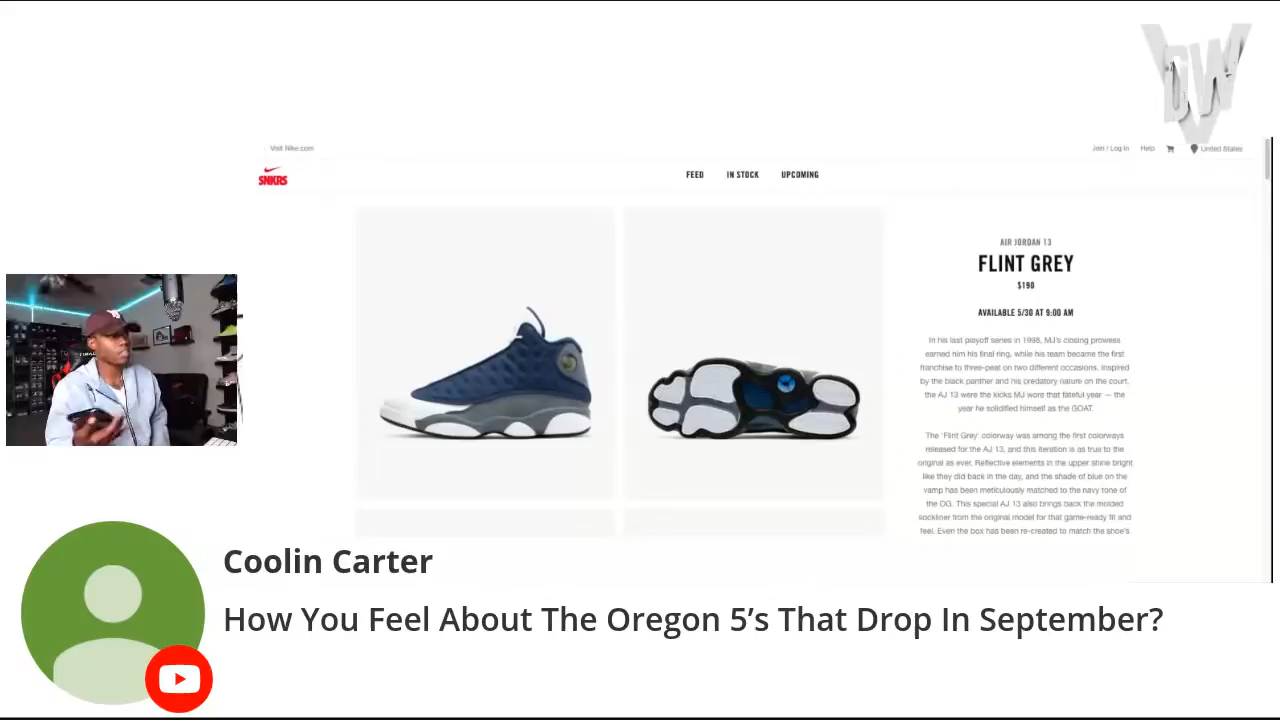 Visit Nike.com
Join / Log In Help United States
SNKRS
FEED IN STOCK UPCOMING
AIR JORDAN 13
FLINT GREY
$190
AVAILABLE 5/30 AT 9:00 AM
In his last playoff series in 1998, MJ's closing prowess
earned him his final ring, while his team became the first
franchise to three-peat on two different occasions. Inspired
by the black panther and his predatory nature on the court,
the AJ 13 were the kicks MJ wore that fateful year — the
year he solidified himself as the GOAT.
The 'Flint Grey' colorway was among the first colorways
released for the AJ 13, and this iteration is as true to the
original as ever. Reflective elements in the upper shine bright
like they did back in the day, and the shade of blue on the
vamp has been meticulously matched to the navy tone of
the OG. This special AJ 13 also brings back the molded
sockliner from the original model for that game-ready fit and
feel. Even the box has been re-created to match the shoe's
Coolin Carter
How You Feel About The Oregon 5's That Drop In September?